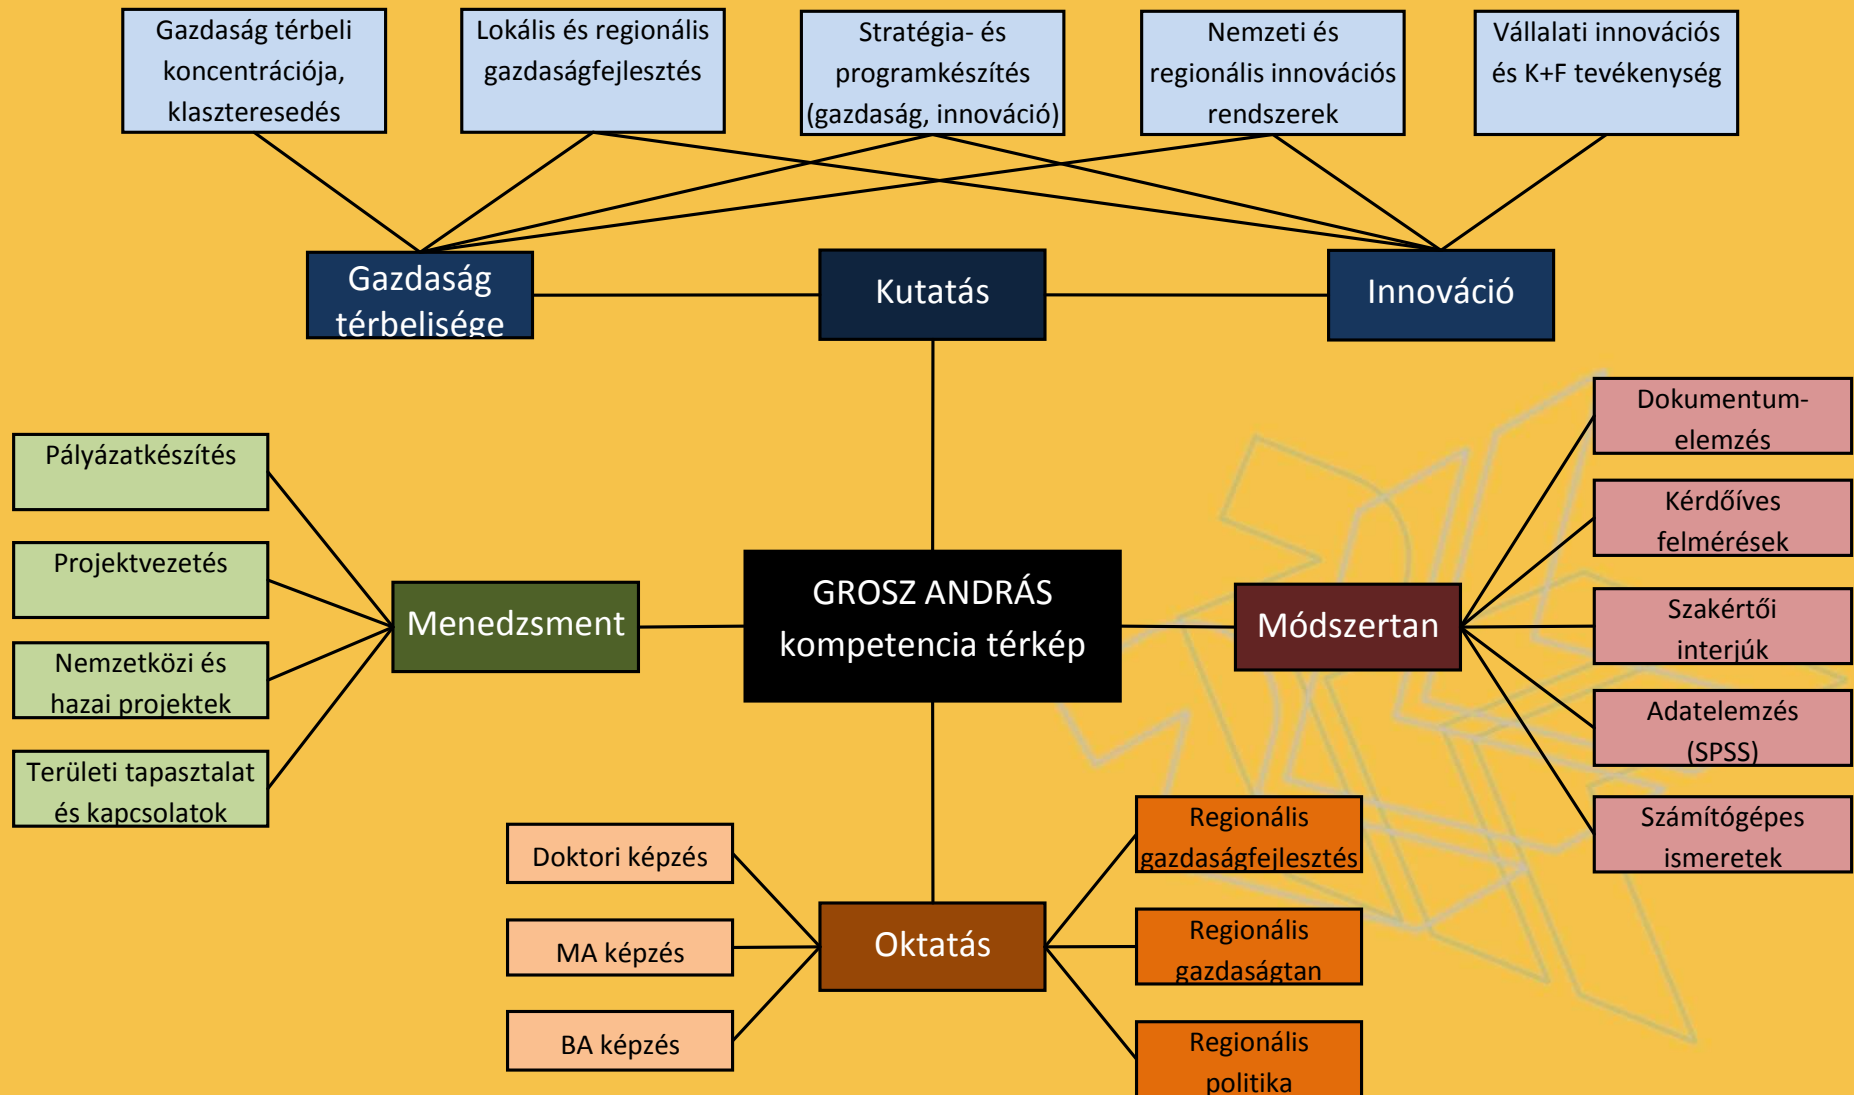 Gazdaság térbeli
koncentrációja,
klaszteresedés
Lokális és regionális
gazdaságfejlesztés
Stratégia- és
programkészítés
(gazdaság, innováció)
Nemzeti és
regionális innovációs
rendszerek
Vállalati innovációs
és K+F tevékenység
Gazdaság
térbelisége
Kutatás
Innováció
Pályázatkészítés
Projektvezetés
Nemzetközi és
hazai projektek
Területi tapasztalat
és kapcsolatok
Menedzsment
GROSZ ANDRÁS
kompetencia térkép
Módszertan
Dokumentum-
elemzés
Kérdőíves
felmérések
Szakértői
interjúk
Adatelemzés
(SPSS)
Számítógépes
ismeretek
Doktori képzés
MA képzés
BA képzés
Oktatás
Regionális
gazdaságfejlesztés
Regionális
gazdaságtan
Regionális
politika